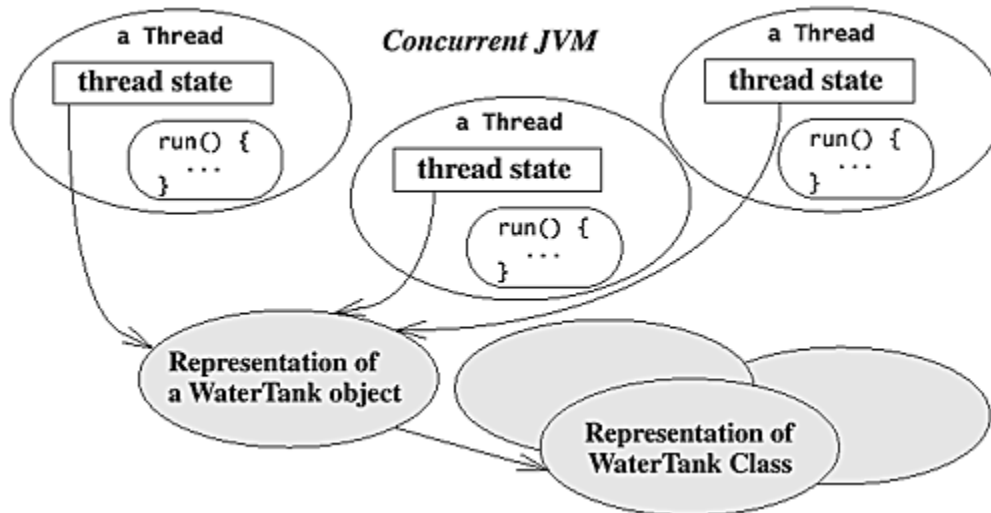 a Thread
thread state
run() {
...
}
Concurrent JVM
a Thread
thread state
run() {
...
}
a Thread
thread state
run() {
...
}
Representation of
a WaterTank object
Representation of
WaterTank Class